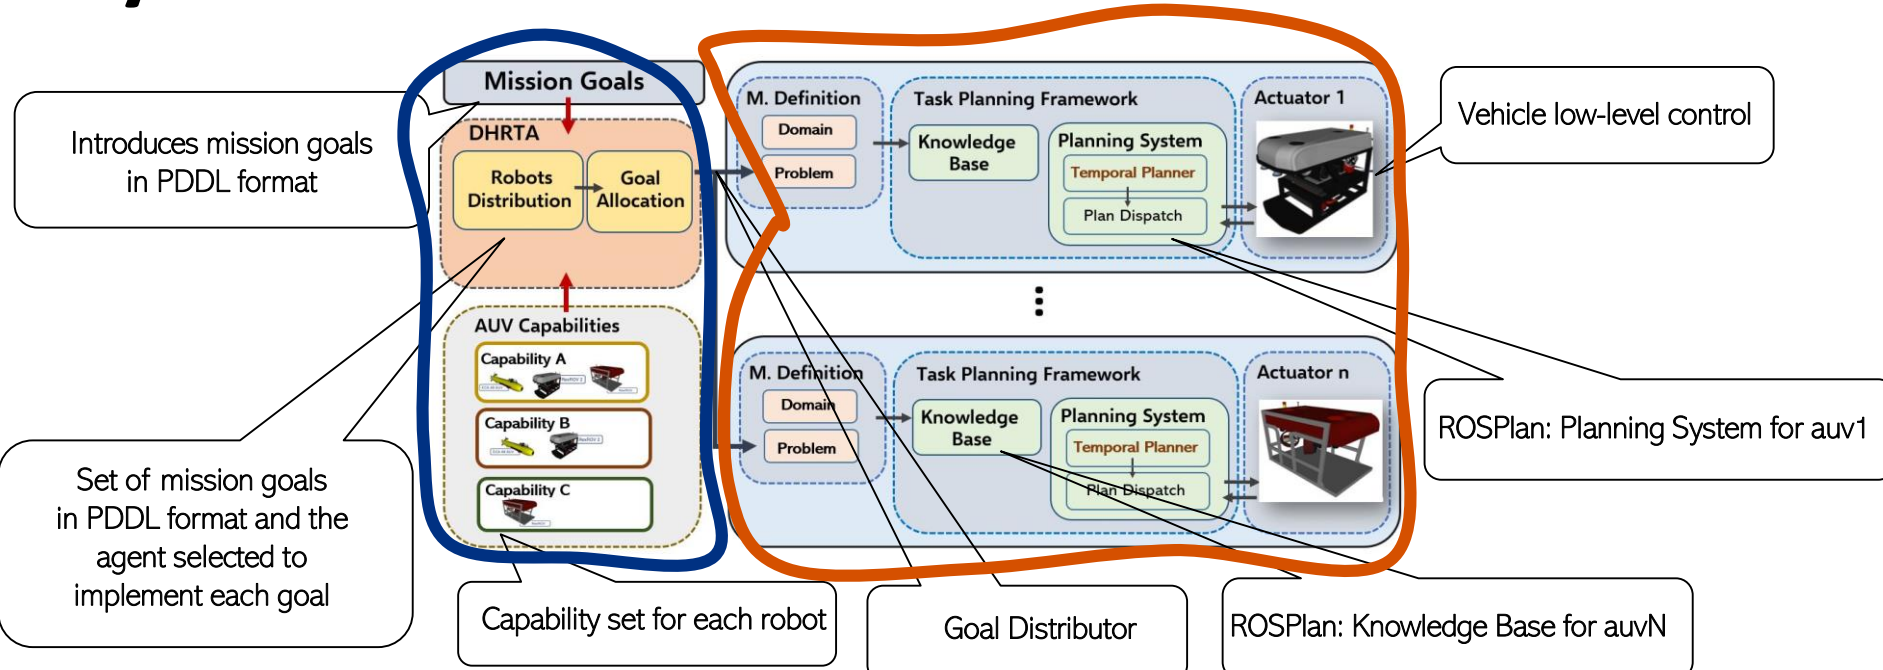 Mission Goals
Introduces mission goals
in PDDL format
DHRTA
Robots
Distribution
Goal
Allocation
AUV Capabilities
Capability A
Capability B
Capability C
Set of mission goals
in PDDL format and the
agent selected to
implement each goal
Capability set for each robot
M. Definition
Domain
Problem
Task Planning Framework
Knowledge
Base
Planning System
Temporal Planner
Plan Dispatch
Actuator 1
Vehicle low-level control
M. Definition
Domain
Problem
Task Planning Framework
Knowledge
Base
Planning System
Temporal Planner
Plan Dispatch
Actuator n
ROSPlan: Planning System for auv1
Goal Distributor
ROSPlan: Knowledge Base for auvN